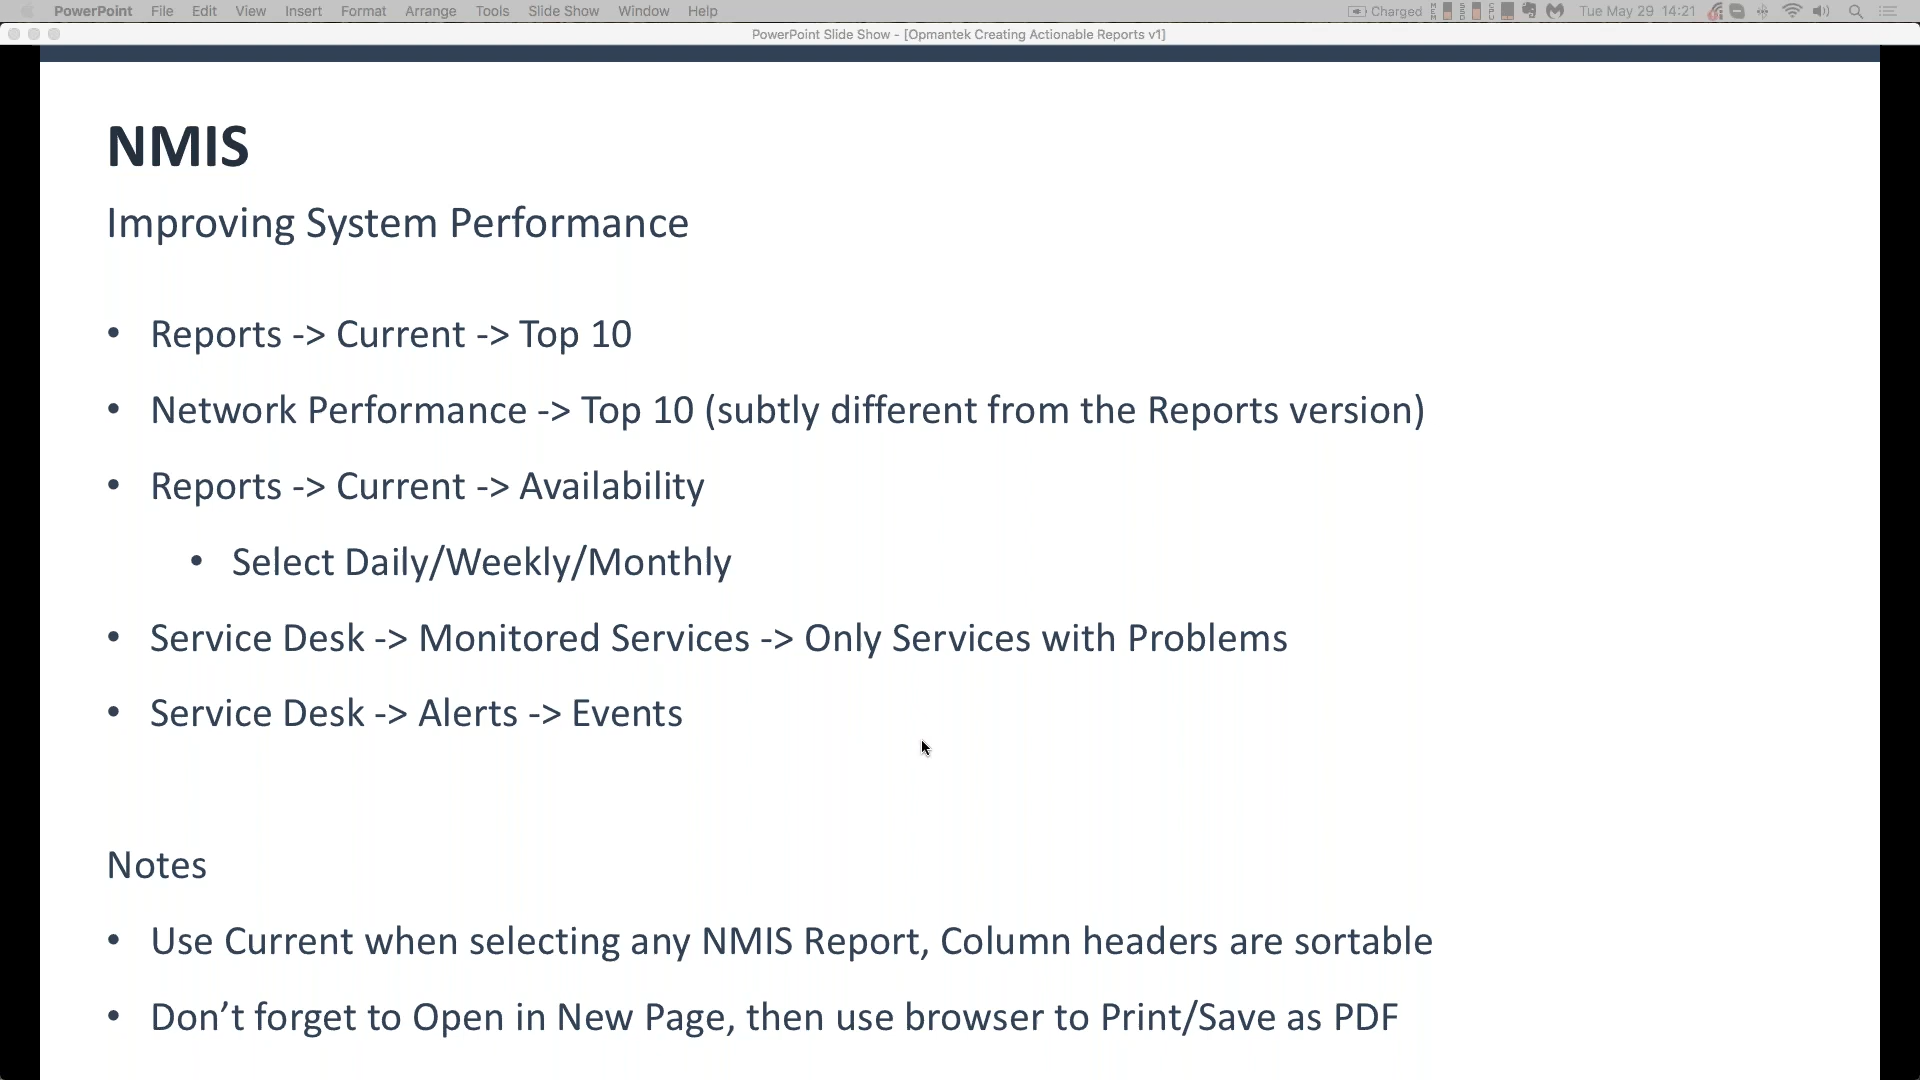 PowerPoint File Edit View Insert Format Arrange Tools Slide Show Window Help Charged Tue May 29 14:21
PowerPoint Slide Show - [Opmantek Creating Actionable Reports v1]
NMIS
Improving System Performance
• Reports -> Current -> Top 10
• Network Performance -> Top 10 (subtly different from the Reports version)
• Reports -> Current -> Availability
• Select Daily/Weekly/Monthly
• Service Desk -> Monitored Services -> Only Services with Problems
• Service Desk -> Alerts -> Events
Notes
• Use Current when selecting any NMIS Report, Column headers are sortable
• Don’t forget to Open in New Page, then use browser to Print/Save as PDF